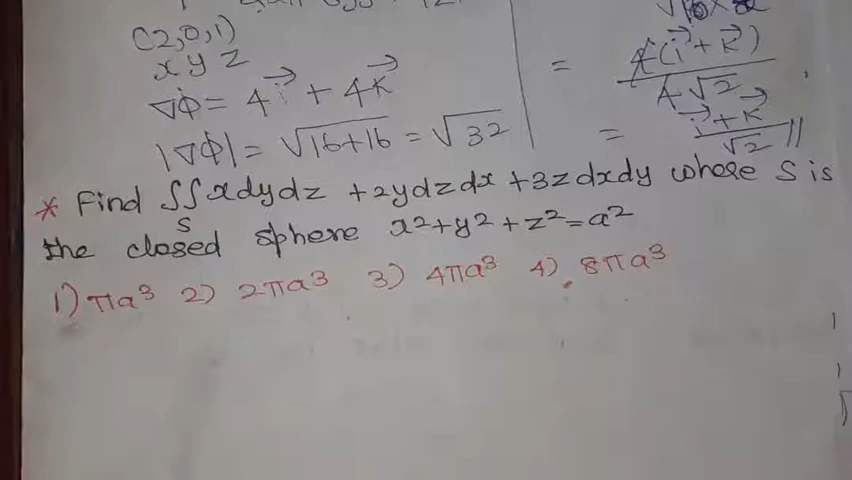 (2,0,1)
x y z
∇ϕ = 4i⃗ + 4k⃗
|∇ϕ| = √16+16 = √32
= 4(i⃗ + k⃗) / 4√2
= i⃗ + k⃗ / √2 //
* Find ∫∫ x dy dz + 2y dz dx + 3z dx dy where S is
S
the closed sphere x² + y² + z² = a²
1) πa³ 2) 2πa³ 3) 4πa³ 4) 8πa³